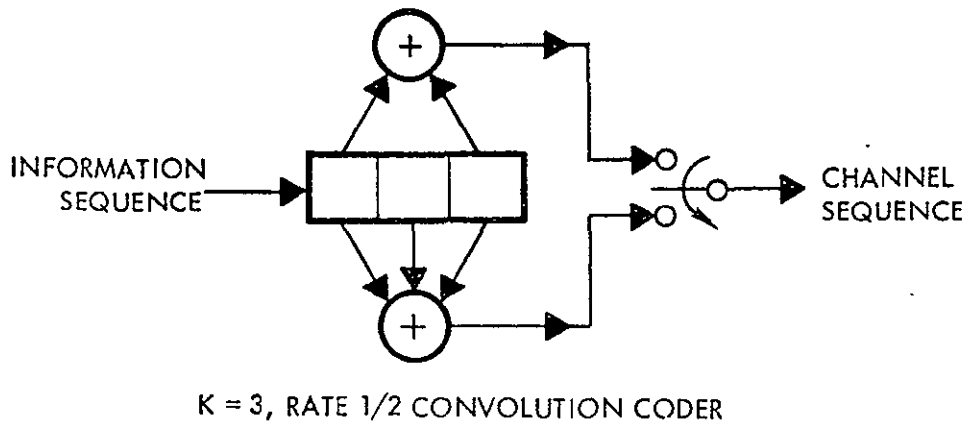 +
INFORMATION
SEQUENCE
CHANNEL
SEQUENCE
+
K = 3, RATE 1/2 CONVOLUTION CODER